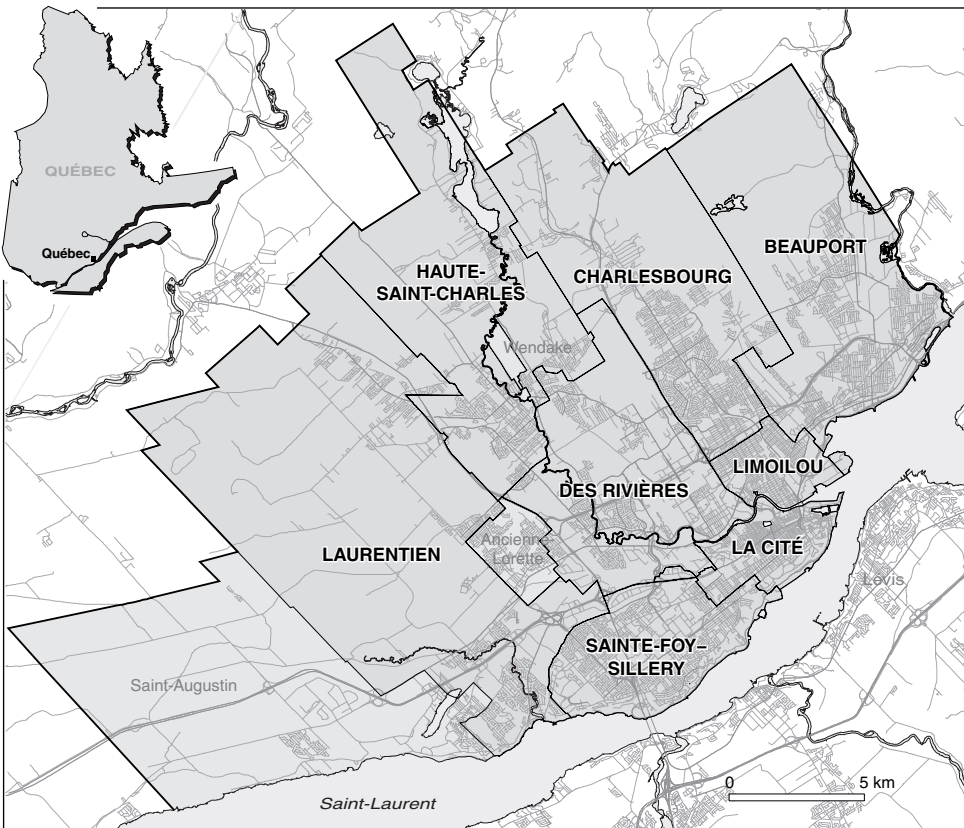 QUÉBEC
Québec
HAUTE-
SAINT-CHARLES
CHARLESBOURG
BEAUPORT
Wendake
LIMOILOU
DES RIVIÈRES
LAURENTIEN
Ancienne-
Lorette
LA CITÉ
Lévis
SAINTE-FOY–
SILLERY
Saint-Augustin
Saint-Laurent
0 5 km